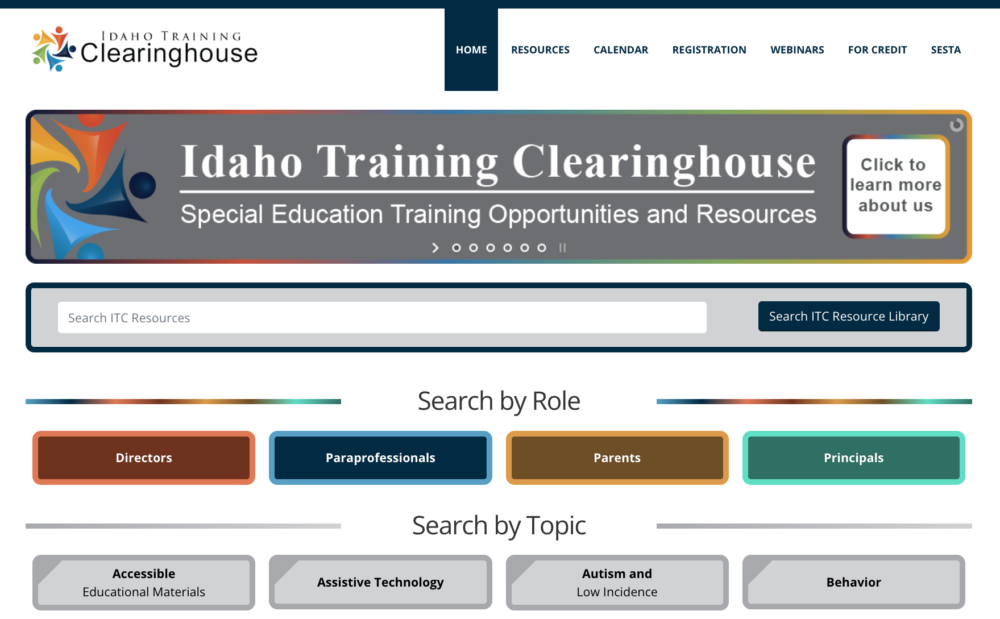 IDAHO TRAINING
Clearinghouse
HOME
RESOURCES
CALENDAR
REGISTRATION
WEBINARS
FOR CREDIT
SESTA
Idaho Training Clearinghouse
Special Education Training Opportunities and Resources
Click to
learn more
about us
Search ITC Resources
Search ITC Resource Library
Search by Role
Directors
Paraprofessionals
Parents
Principals
Search by Topic
Accessible
Educational Materials
Assistive Technology
Autism and
Low Incidence
Behavior